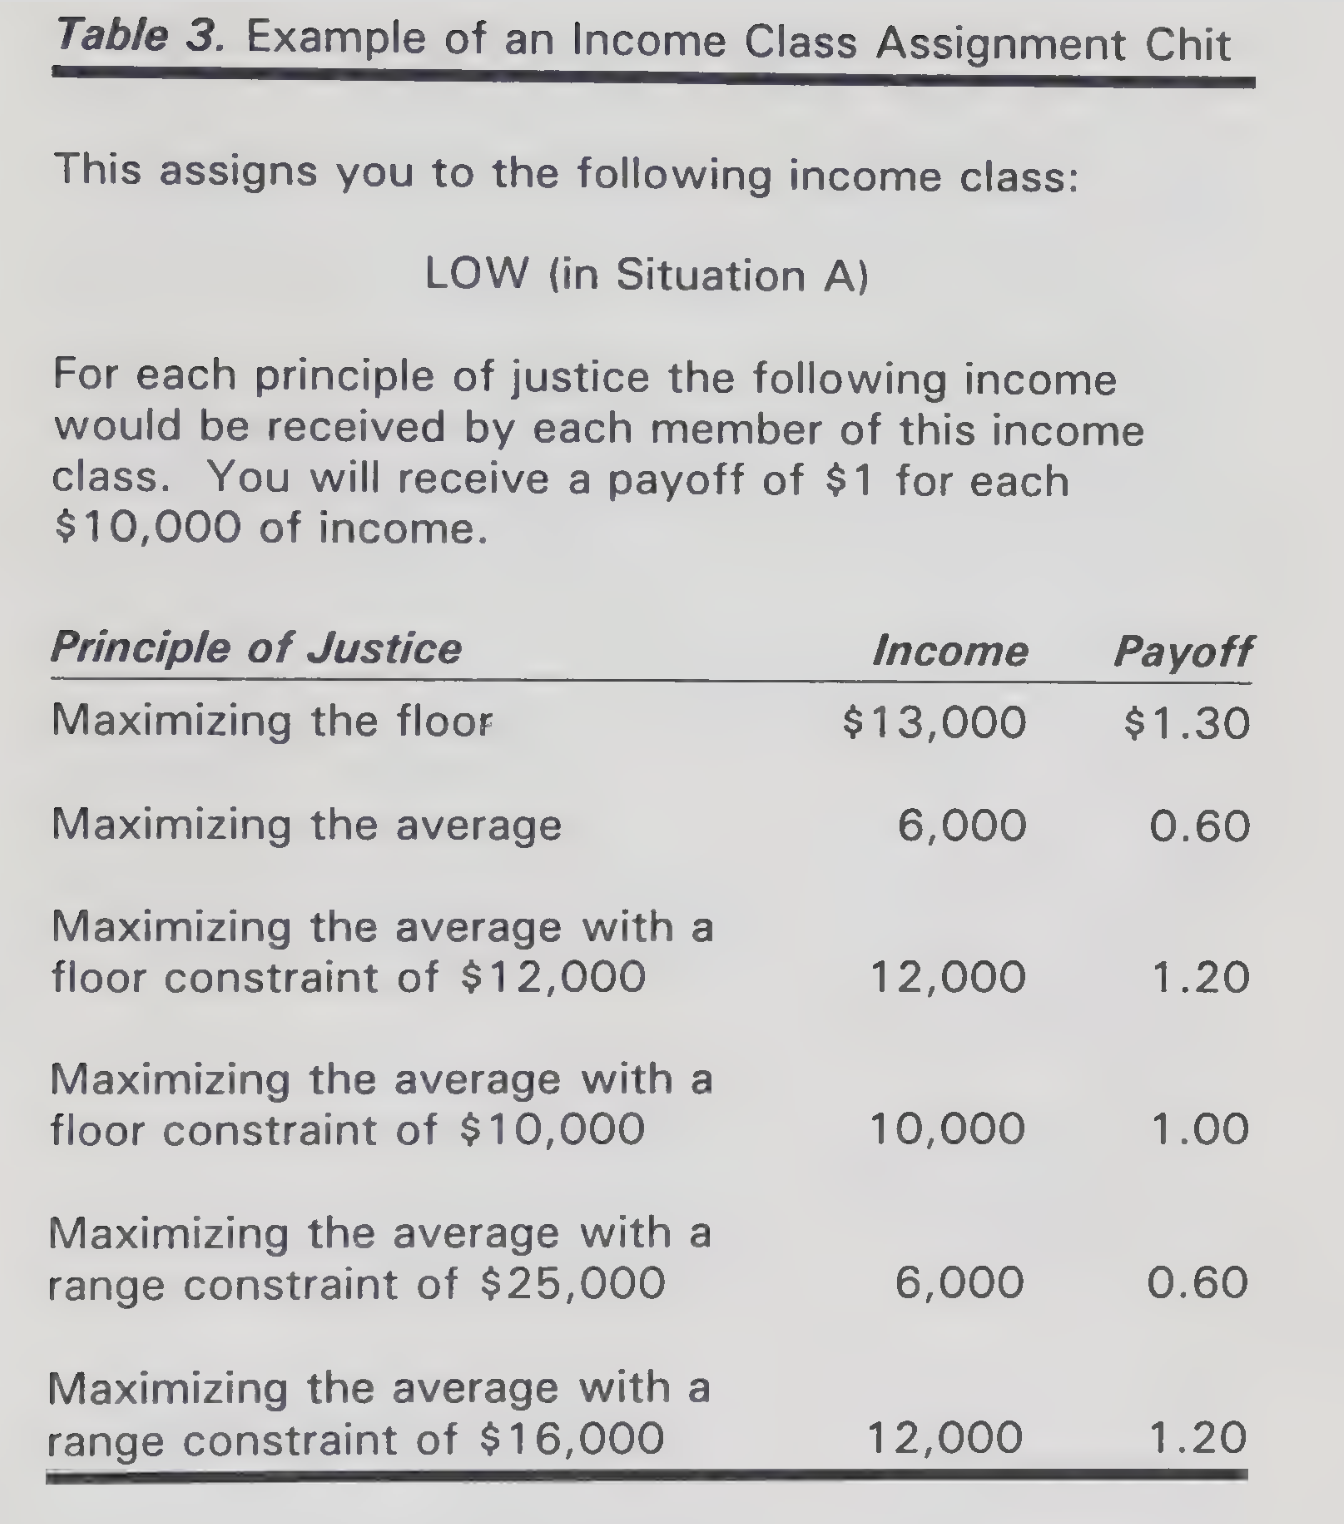 Table 3. Example of an Income Class Assignment Chit
This assigns you to the following income class:
LOW (in Situation A)
For each principle of justice the following income
would be received by each member of this income
class. You will receive a payoff of $1 for each
$10,000 of income.
Principle of Justice Income Payoff
Maximizing the floor $13,000 $1.30
Maximizing the average 6,000 0.60
Maximizing the average with a
floor constraint of $12,000 12,000 1.20
Maximizing the average with a
floor constraint of $10,000 10,000 1.00
Maximizing the average with a
range constraint of $25,000 6,000 0.60
Maximizing the average with a
range constraint of $16,000 12,000 1.20